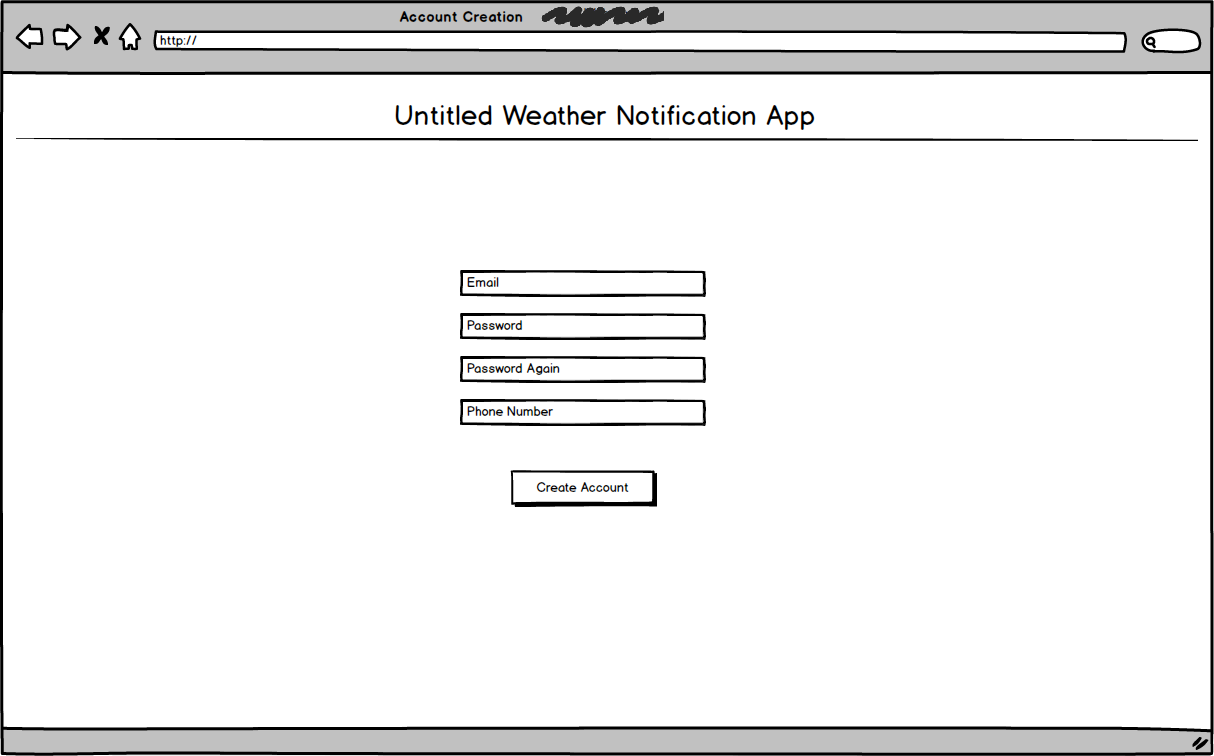 Account Creation
http://
Untitled Weather Notification App
Email
Password
Password Again
Phone Number
Create Account